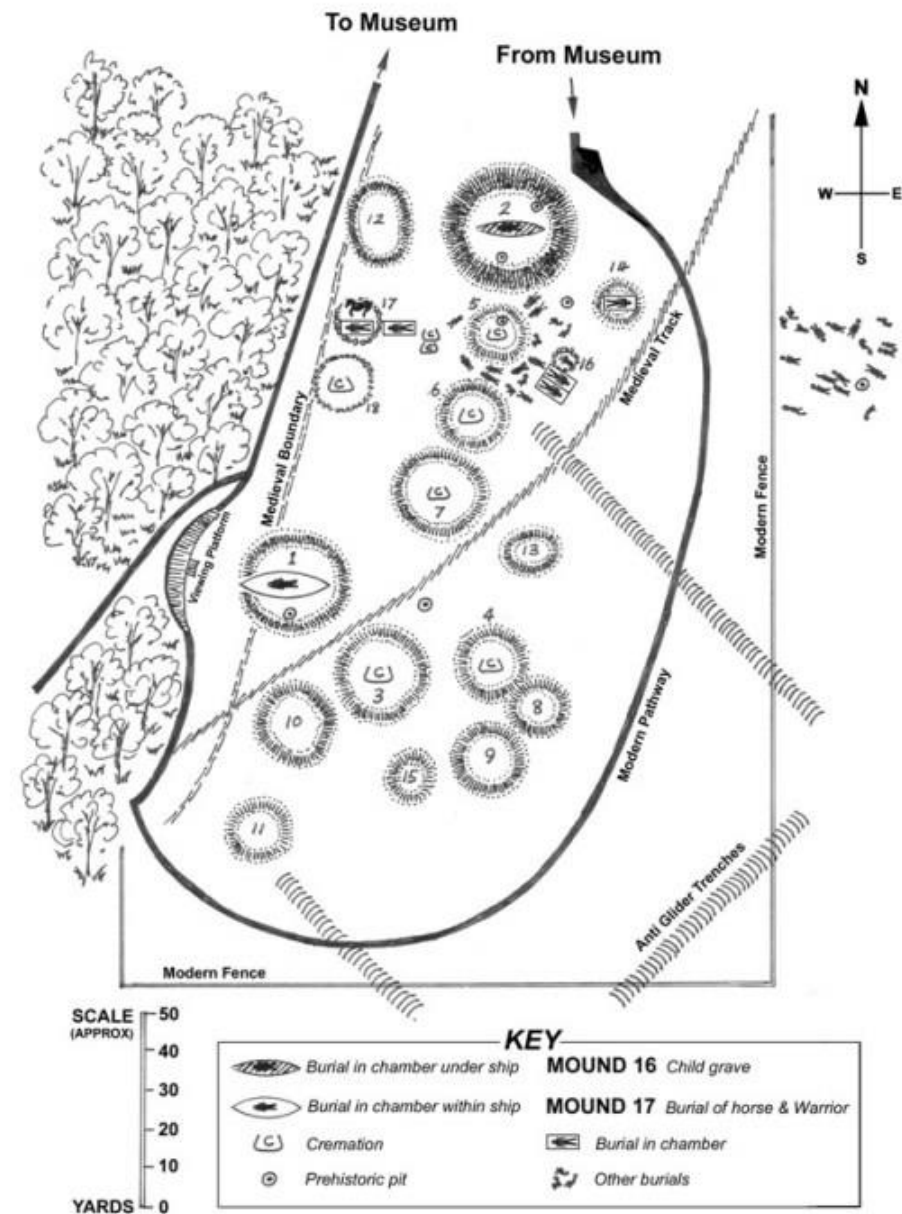 To Museum
From Museum
N
W
E
S
12
2
14
17
5
C
C
C
16
C
18
6
C
Medieval Track
Medieval Boundary
C
7
Modern Fence
Viewing Platform
1
13
4
C
C
3
8
10
9
15
Modern Pathway
11
Anti Glider Trenches
Modern Fence
SCALE
(APPROX)
50
40
30
20
10
YARDS 0
KEY
Burial in chamber under ship
MOUND 16 Child grave
Burial in chamber within ship
MOUND 17 Burial of horse & Warrior
C Cremation
Burial in chamber
Prehistoric pit
Other burials